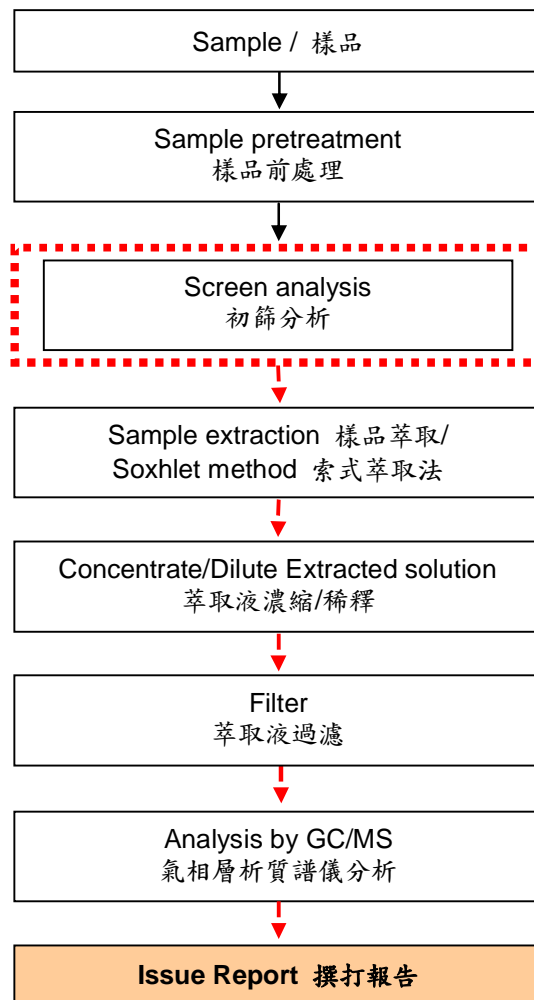 Sample / 樣品
Sample pretreatment
樣品前處理
Screen analysis
初篩分析
Sample extraction 樣品萃取/
Soxhlet method 索式萃取法
Concentrate/Dilute Extracted solution
萃取液濃縮/稀釋
Filter
萃取液過濾
Analysis by GC/MS
氣相層析質譜儀分析
Issue Report 撰打報告